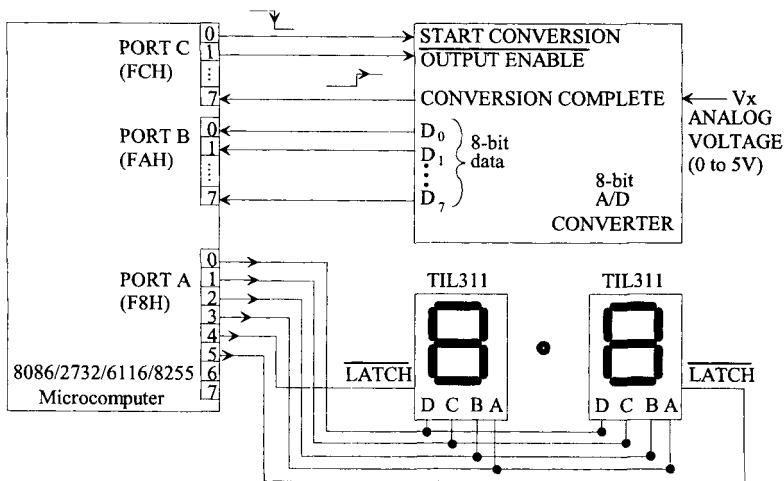 PORT C
(FCH)
0
1
7
START CONVERSION
OUTPUT ENABLE
CONVERSION COMPLETE
Vx
ANALOG
VOLTAGE
(0 to 5V)
PORT B
(FAH)
0
1
7
D0
D1
D7
8-bit
data
8-bit
A/D
CONVERTER
PORT A
(F8H)
0
1
2
3
4
5
6
7
8086/2732/6116/8255
Microcomputer
TIL311
TIL311
LATCH
LATCH
D C B A
D C B A